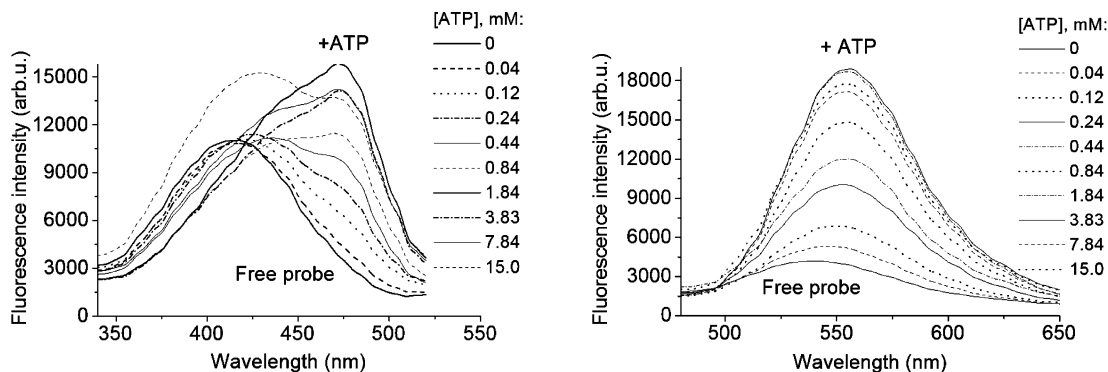 [ATP], mM:
+ATP
0
0.04
0.12
0.24
0.44
0.84
1.84
3.83
7.84
15.0
15000
12000
9000
6000
3000
0
Free probe
350 400 450 500 550
Wavelength (nm)
Fluorescence intensity (arb.u.)
[ATP], mM:
+ ATP
0
0.04
0.12
0.24
0.44
0.84
1.84
3.83
7.84
15.0
18000
15000
12000
9000
6000
3000
0
Free probe
500 550 600 650
Wavelength (nm)
Fluorescence intensity (arb.u.)